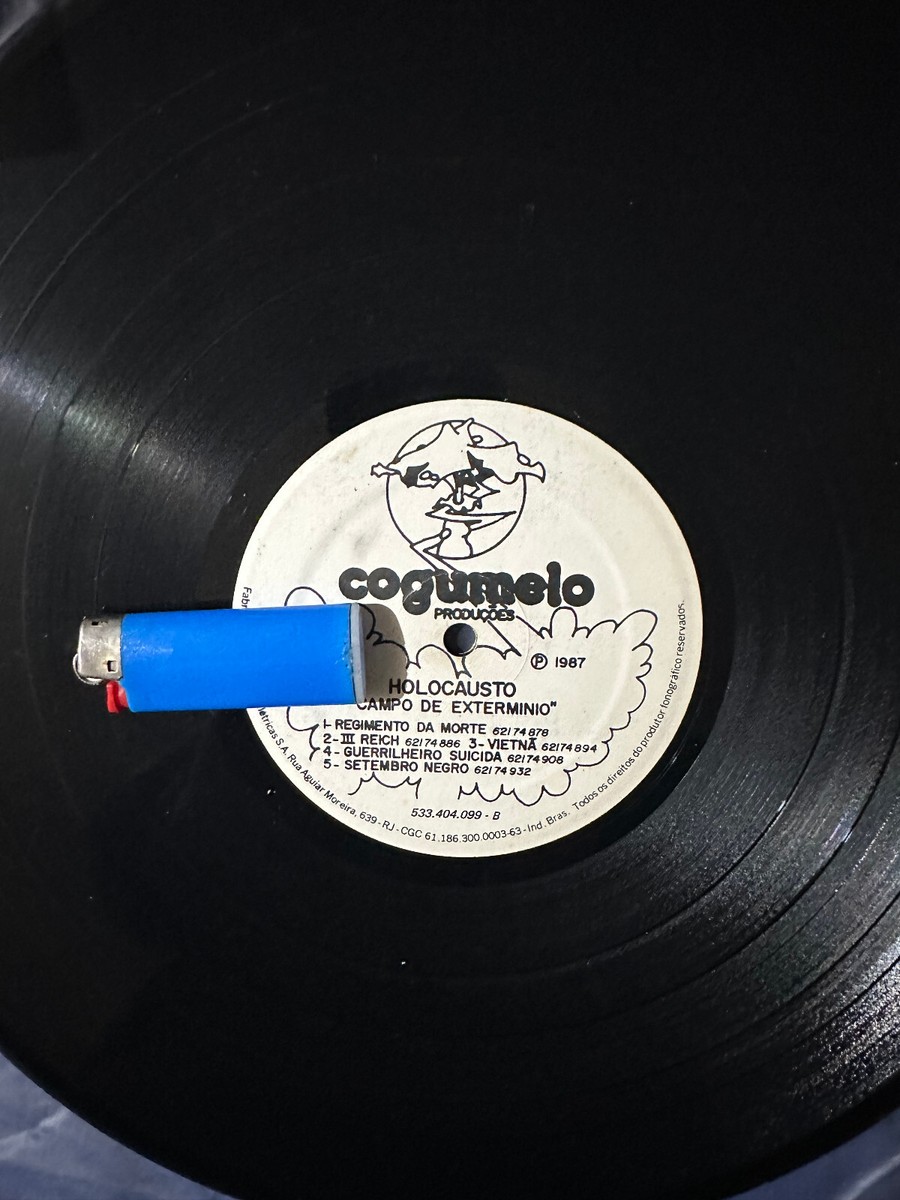 cogumelo
PRODUÇÕES
Ⓟ 1987
HOLOCAUSTO
CAMPO DE EXTERMINIO"
1- REGIMENTO DA MORTE 62174878
2- III REICH 62174886 3- VIETNÃ 62174894
4- GUERRILHEIRO SUICIDA 62174908
5- SETEMBRO NEGRO 62174932
533.404.099 - B
S.A. Rua Aguiar Moreira, 639 - RJ - CGC 61.186.300.0003-63 - Ind. Bras. Todos os direitos do produtor fonográfico reservados.